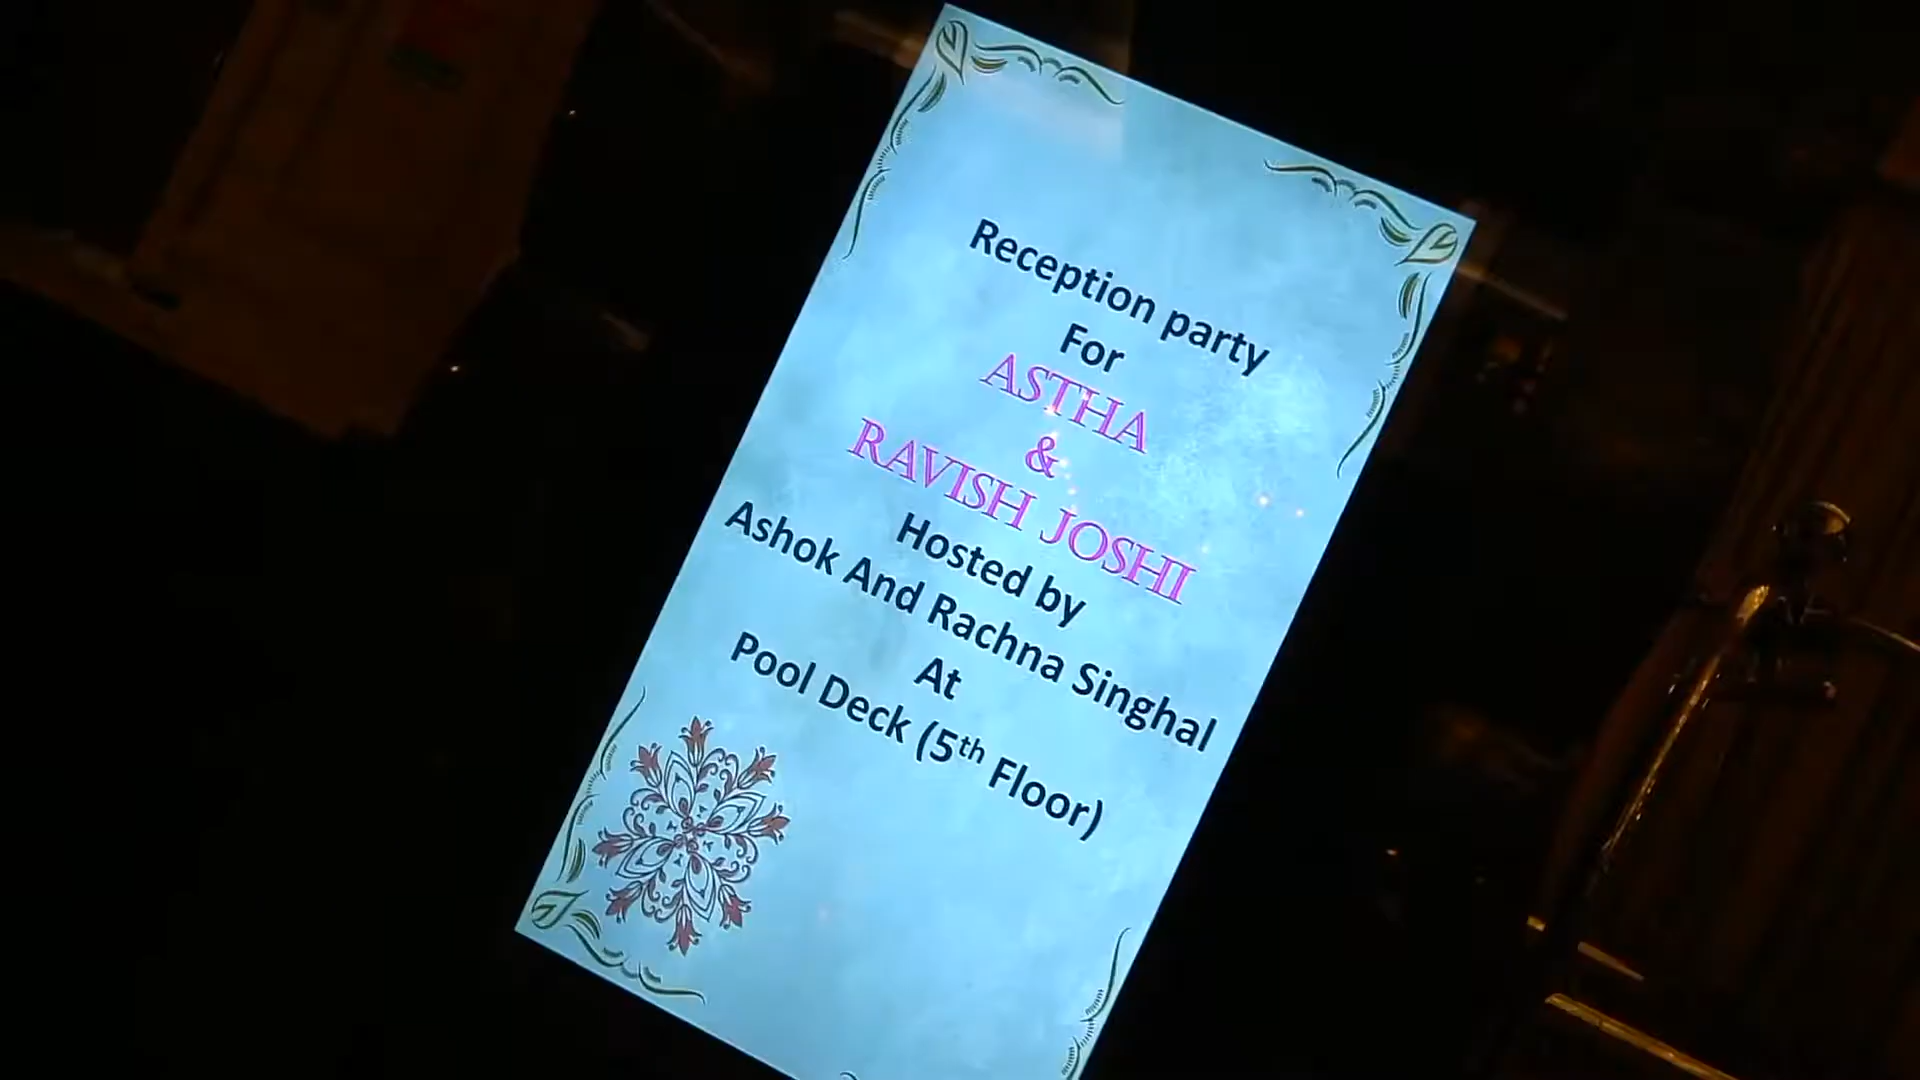 Reception party
For
ASTHA
&
RAVISH JOSHI
Hosted by
Ashok And Rachna Singhal
At
Pool Deck (5th Floor)